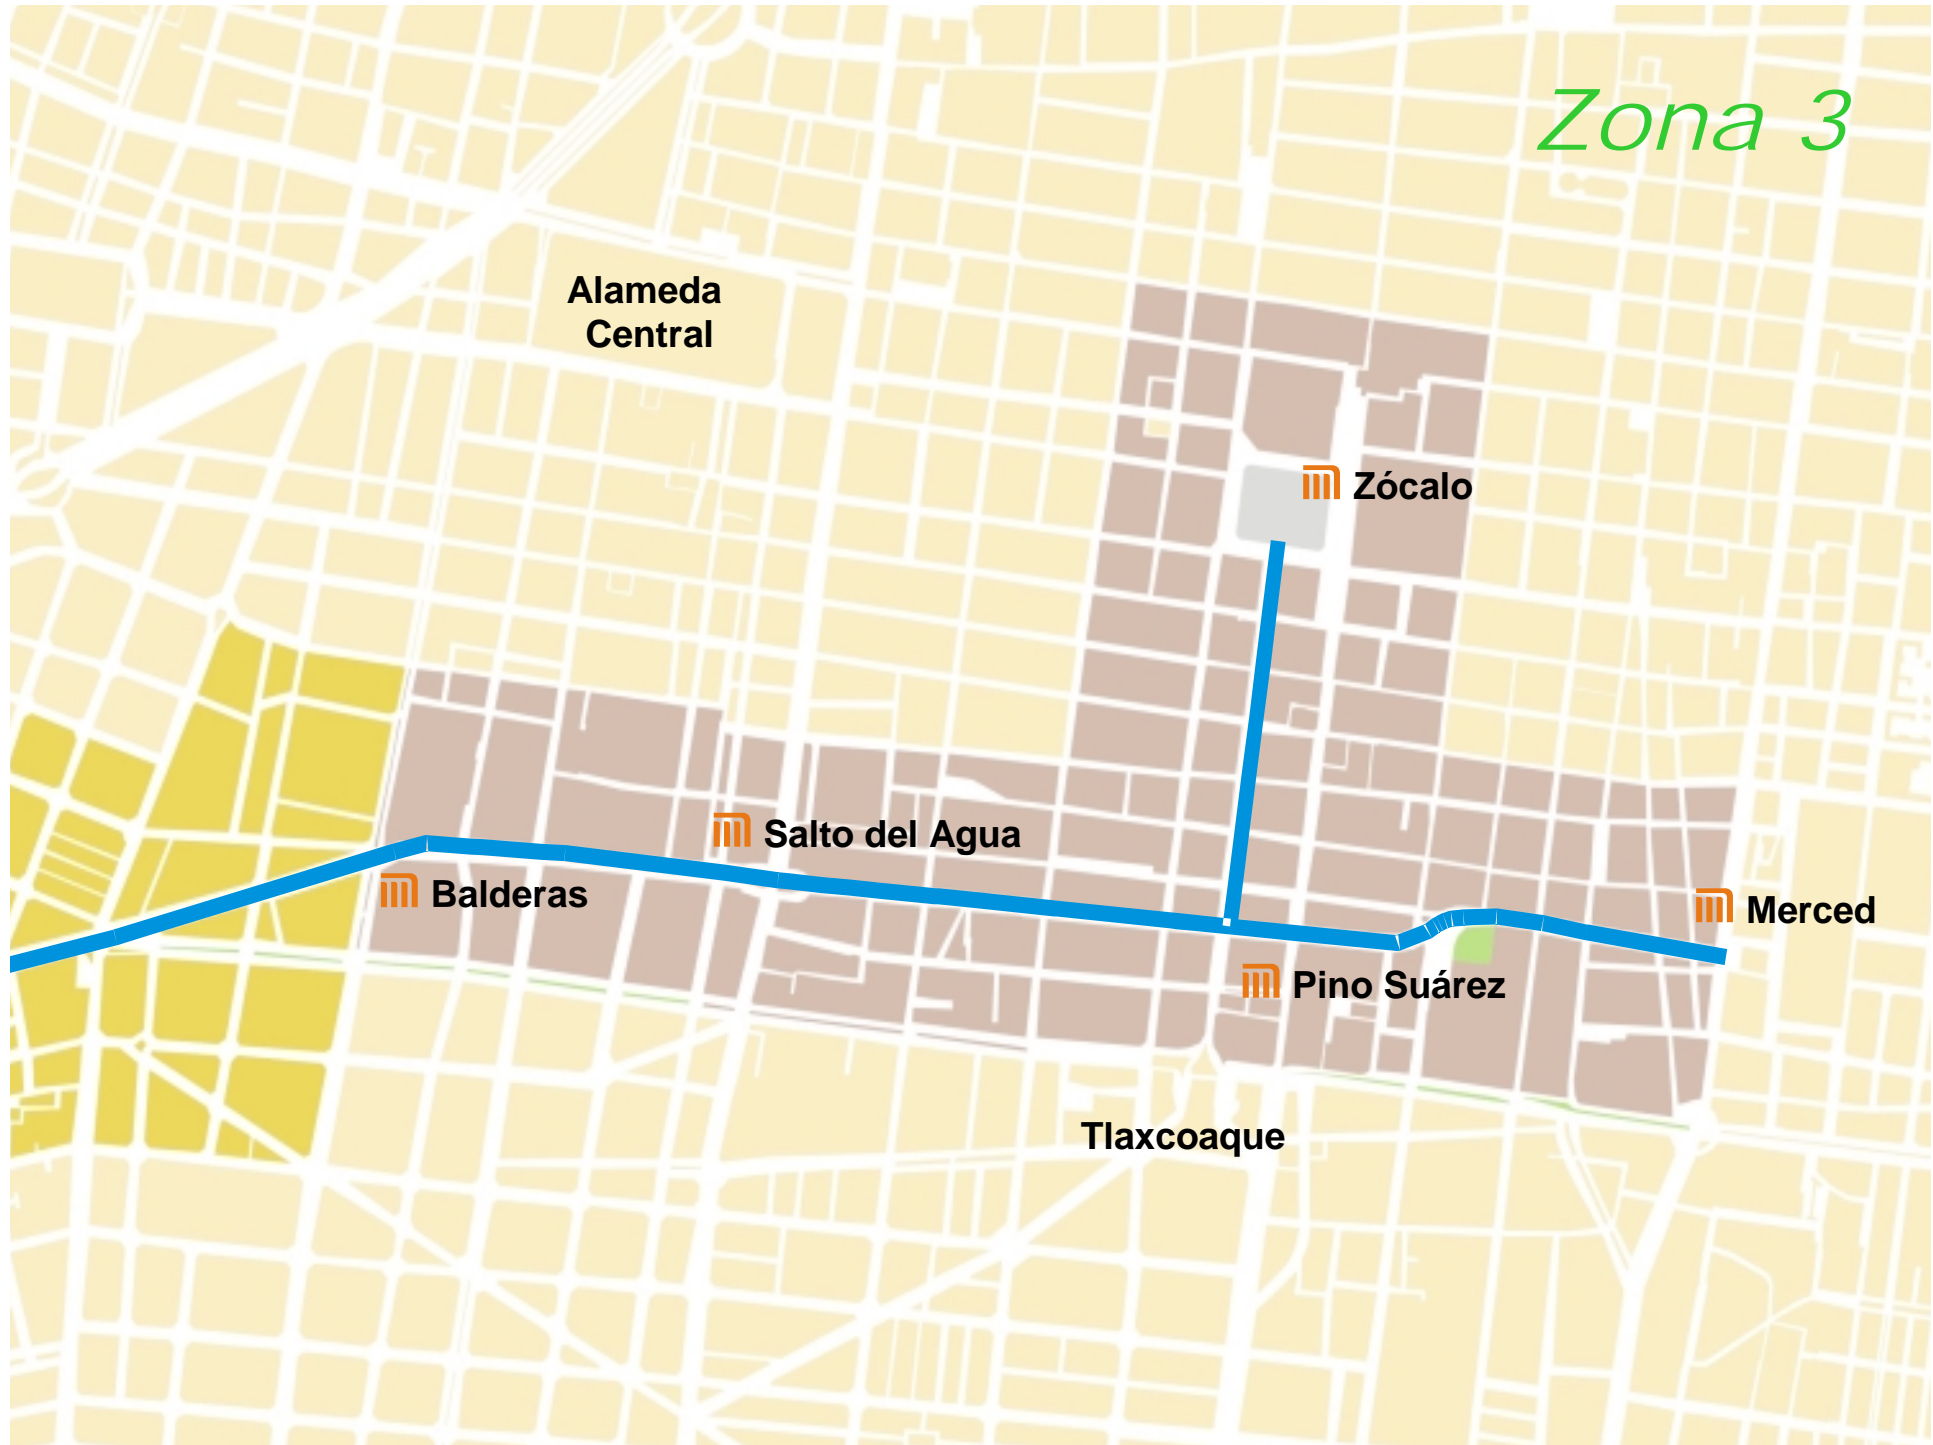 Zona 3
Alameda
Central
Zócalo
Salto del Agua
Balderas
Merced
Pino Suárez
Tlaxcoaque